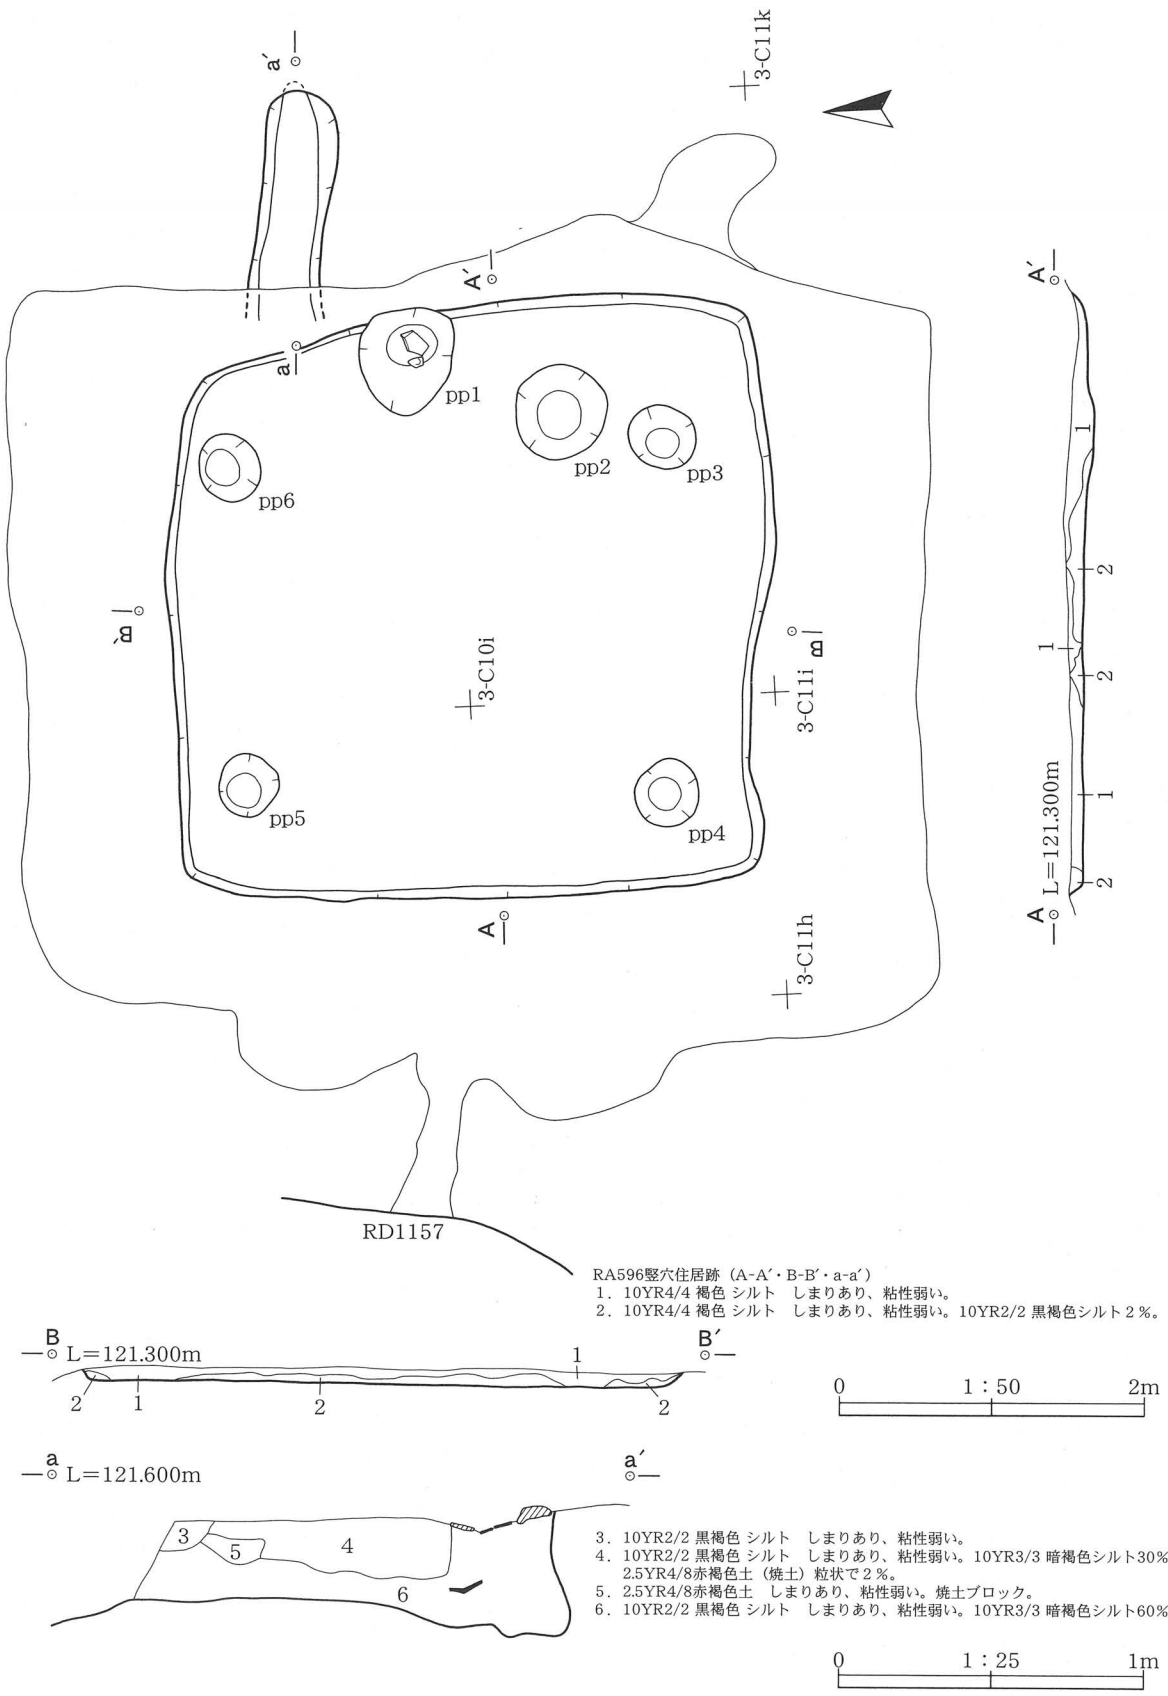 3-C11k
a´
A´
A´
a
pp1
pp2
pp3
pp6
1
2
B´
B
3-C10i
3-C11i
1
2
pp5
pp4
1
2
A
A L=121.300m
3-C11h
RD1157
RA596竪穴住居跡（A-A´・B-B´・a-a´）
1．10YR4/4 褐色 シルト　しまりあり、粘性弱い。
2．10YR4/4 褐色 シルト　しまりあり、粘性弱い。10YR2/2 黒褐色シルト２％。
B L=121.300m
B´
1
2 1 2 2
0 1：50 2m
a L=121.600m
a´
3 5 4
6
3．10YR2/2 黒褐色 シルト　しまりあり、粘性弱い。
4．10YR2/2 黒褐色 シルト　しまりあり、粘性弱い。10YR3/3 暗褐色シルト30%
2.5YR4/8赤褐色土（焼土）粒状で２％。
5．2.5YR4/8赤褐色土　しまりあり、粘性弱い。焼土ブロック。
6．10YR2/2 黒褐色 シルト　しまりあり、粘性弱い。10YR3/3 暗褐色シルト60%
0 1：25 1m